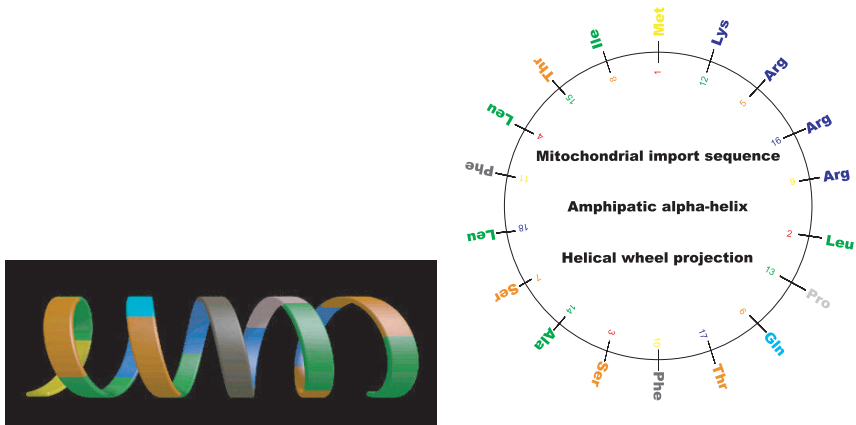 Met
1
Lys
12
Arg
5
Arg
16
Arg
9
Leu
2
Pro
13
Gln
6
Thr
17
Phe
10
Ser
3
Ala
14
Ser
7
Leu
18
Phe
11
Leu
4
Thr
15
Ile
8
Mitochondrial import sequence
Amphipatic alpha-helix
Helical wheel projection